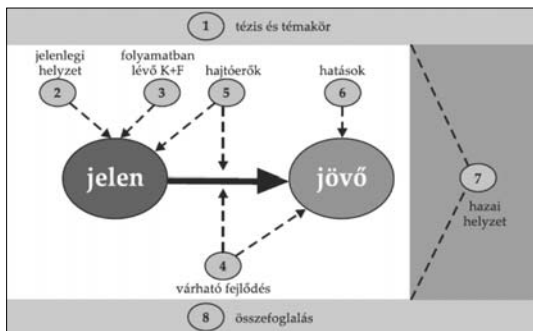 1 tézis és témakör
jelenlegi
helyzet
2
folyamatban
lévő K+F
3
hajtóerők
5
hatások
6
jelen
jövő
7
hazai
helyzet
4
várható fejlődés
8 összefoglalás